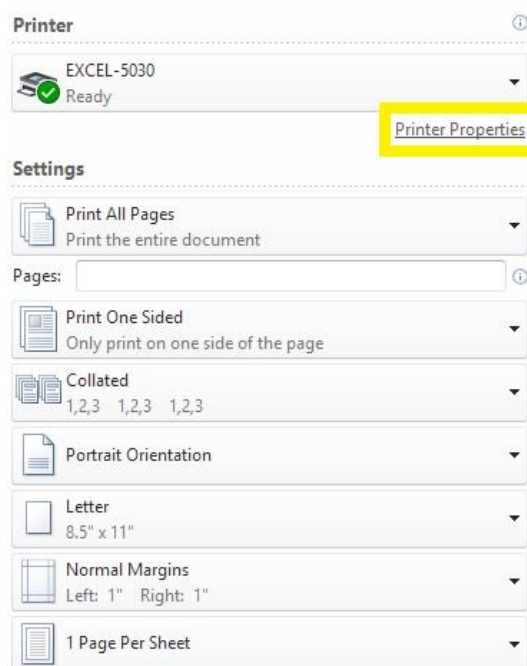 Printer
EXCEL-5030
Ready
Printer Properties
Settings
Print All Pages
Print the entire document
Pages:
Print One Sided
Only print on one side of the page
Collated
1,2,3 1,2,3 1,2,3
Portrait Orientation
Letter
8.5" x 11"
Normal Margins
Left: 1" Right: 1"
1 Page Per Sheet